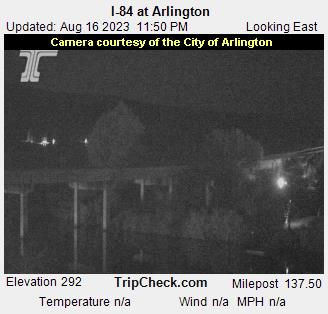 I-84 at Arlington
Updated: Aug 16 2023 11:50 PM Looking East
Camera courtesy of the City of Arlington
Elevation 292 TripCheck.com Milepost 137.50
Temperature n/a Wind n/a MPH n/a